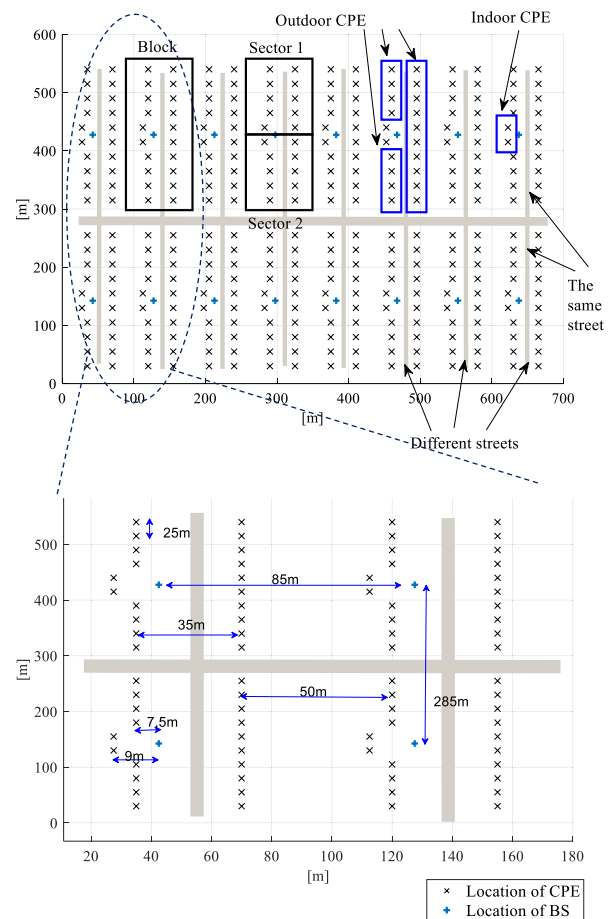 Outdoor CPE
Indoor CPE
600
500
400
300
200
100
0
[m]
Block
Sector 1
Sector 2
The
same
street
0
100
200
300
400
500
600
700
[m]
Different streets
500
400
300
200
100
0
[m]
25m
85m
35m
50m
285m
7,5m
9m
20
40
60
80
100
120
140
160
180
[m]
Location of CPE
Location of BS